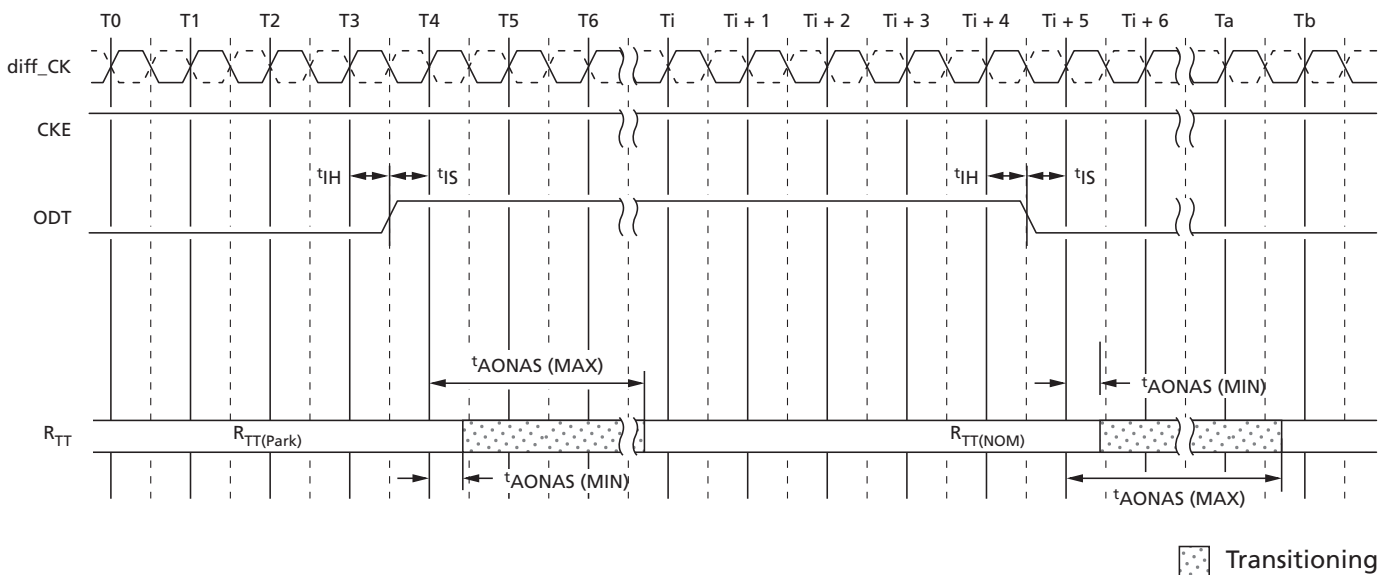 T0 T1 T2 T3 T4 T5 T6 Ti Ti + 1 Ti + 2 Ti + 3 Ti + 4 Ti + 5 Ti + 6 Ta Tb
diff_CK
CKE
tIH tIS tIH tIS
ODT
tAONAS (MAX)
tAONAS (MIN)
RTT RTT(Park) RTT(NOM)
tAONAS (MIN)
tAONAS (MAX)
Transitioning